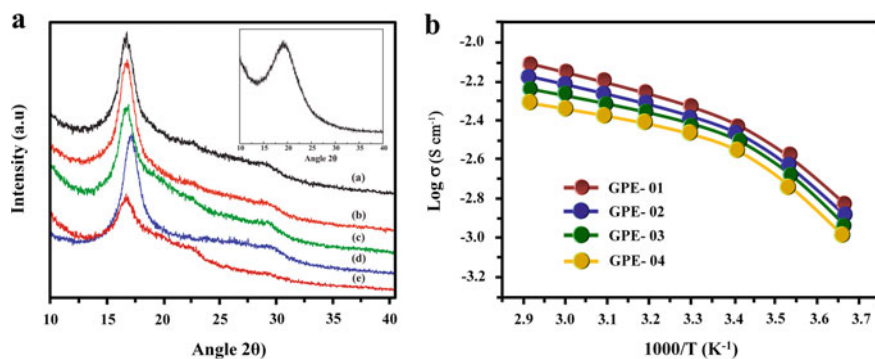 a
Intensity (a.u)
10 15 20 25 30 35 40
Angle 2θ
(a)
(b)
(c)
(d)
(e)
10 15 20 25 30 35 40
Angle 2θ)
b
Log σ (S cm⁻¹)
-2.0
-2.2
-2.4
-2.6
-2.8
-3.0
-3.2
GPE- 01
GPE- 02
GPE- 03
GPE- 04
2.9 3.0 3.1 3.2 3.3 3.4 3.5 3.6 3.7
1000/T (K⁻¹)